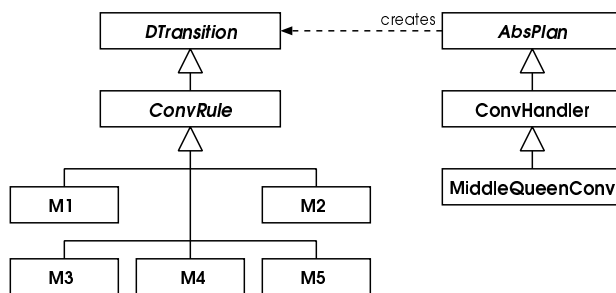 DTransition
creates
AbsPlan
ConvRule
ConvHandler
M1
M2
MiddleQueenConv
M3
M4
M5